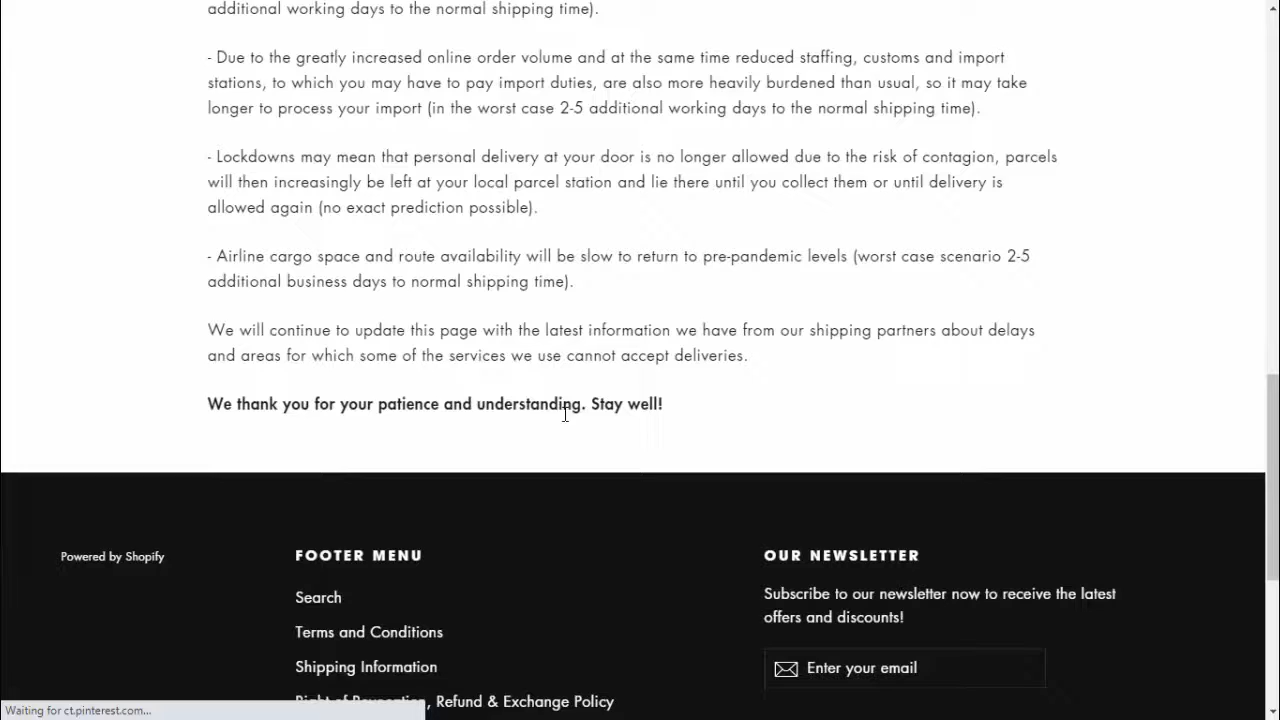 additional working days to the normal shipping time).
- Due to the greatly increased online order volume and at the same time reduced staffing, customs and import
stations, to which you may have to pay import duties, are also more heavily burdened than usual, so it may take
longer to process your import (in the worst case 2-5 additional working days to the normal shipping time).
- Lockdowns may mean that personal delivery at your door is no longer allowed due to the risk of contagion, parcels
will then increasingly be left at your local parcel station and lie there until you collect them or until delivery is
allowed again (no exact prediction possible).
- Airline cargo space and route availability will be slow to return to pre-pandemic levels (worst case scenario 2-5
additional business days to normal shipping time).
We will continue to update this page with the latest information we have from our shipping partners about delays
and areas for which some of the services we use cannot accept deliveries.
We thank you for your patience and understanding. Stay well!
Powered by Shopify
FOOTER MENU
Search
Terms and Conditions
Shipping Information
Right of , Refund & Exchange Policy
OUR NEWSLETTER
Subscribe to our newsletter now to receive the latest
offers and discounts!
Enter your email
Waiting for ct.pinterest.com...